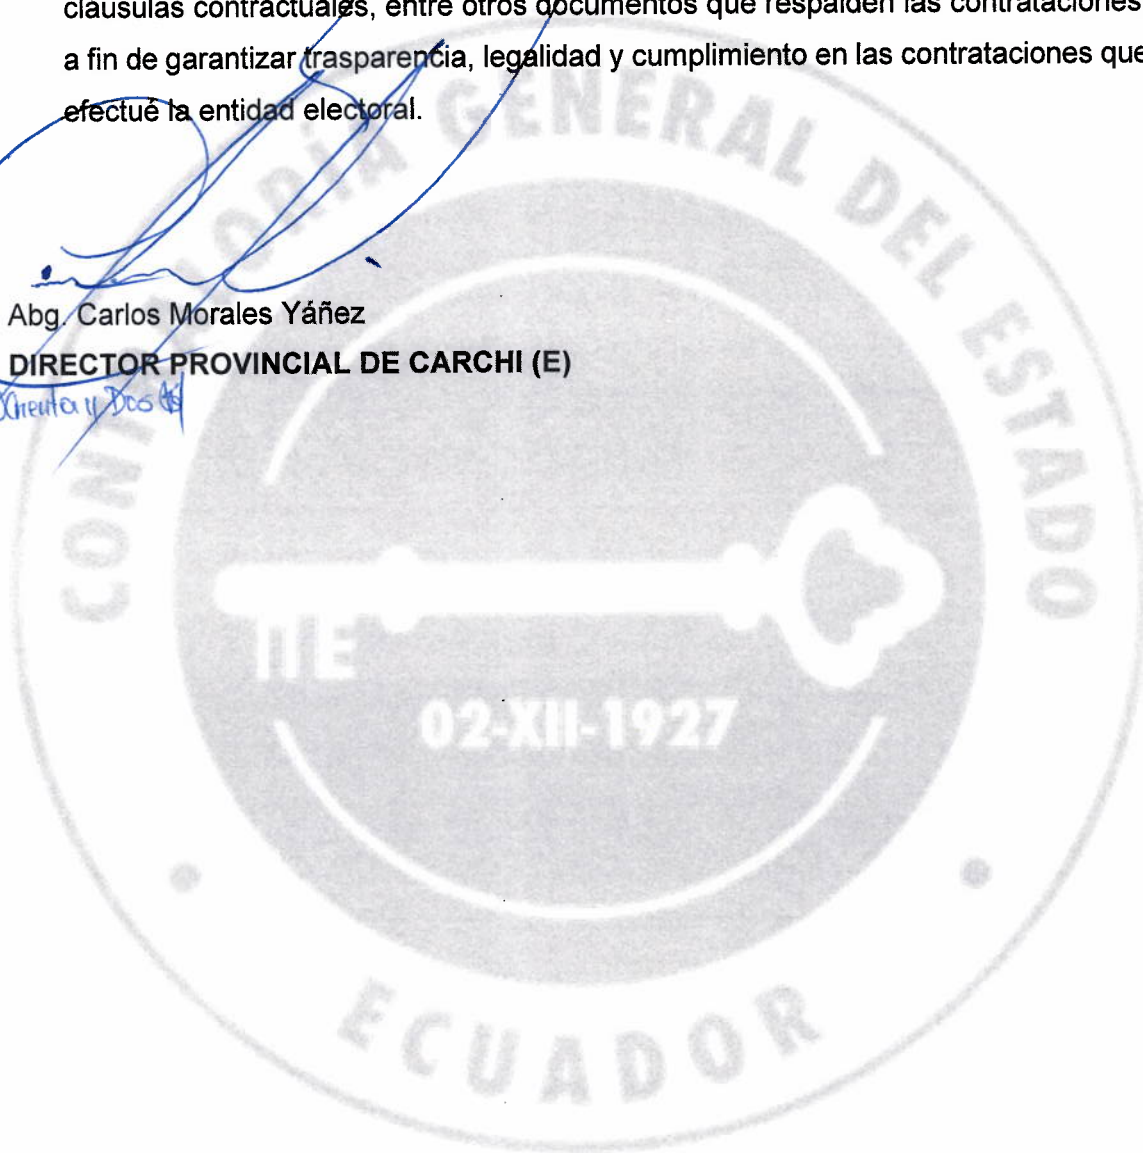 cláusulas contractuales, entre otros documentos que respalden las contrataciones
a fin de garantizar trasparencia, legalidad y cumplimiento en las contrataciones que
efectué la entidad electoral.
CONTRALORÍA GENERAL DEL ESTADO
Abg. Carlos Morales Yáñez
DIRECTOR PROVINCIAL DE CARCHI (E)
y Dos
02-XII-1927
ECUADOR